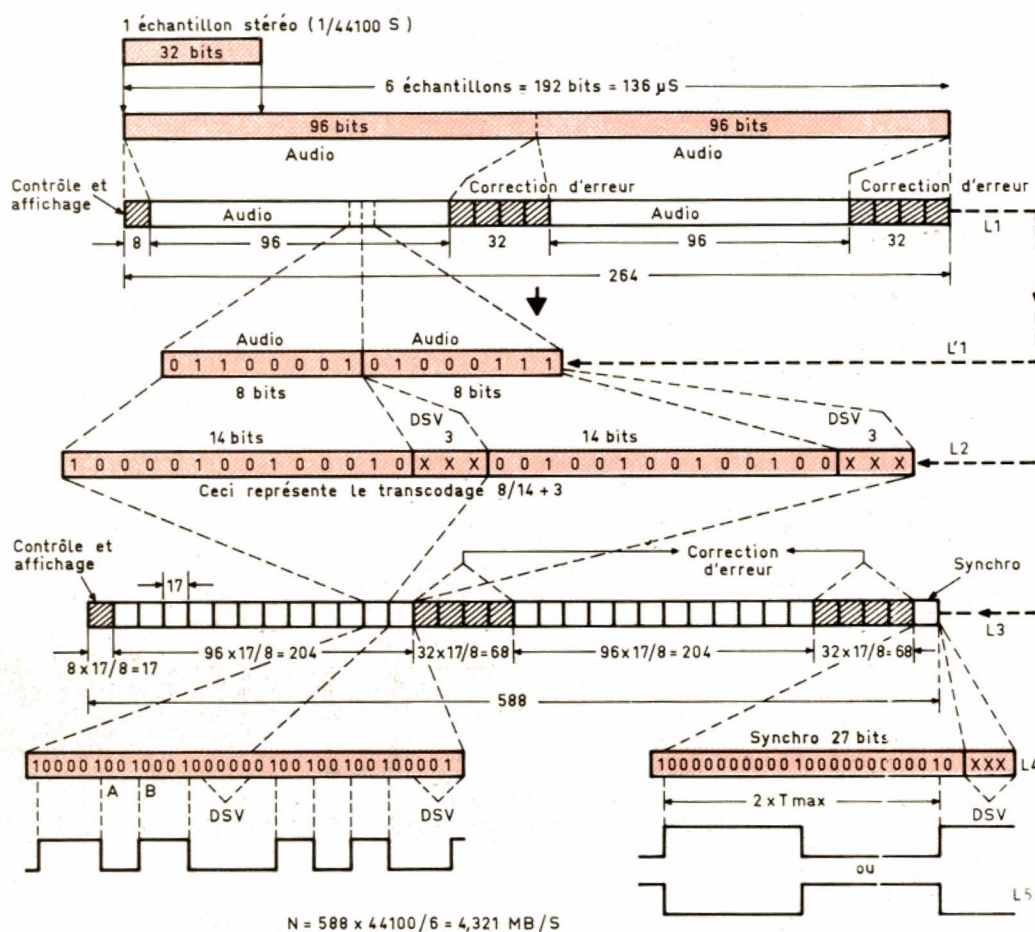 1 échantillon stéréo (1/44100 S)
32 bits
6 échantillons = 192 bits = 136 µS
96 bits 96 bits
Audio Audio
Contrôle et affichage
Correction d'erreur Correction d'erreur
Audio Audio
L1
8 96 32 96 32
264
Audio Audio
L'1
0 1 1 0 0 0 0 1 0 1 0 0 0 1 1 1
8 bits 8 bits
DSV DSV
14 bits 3 14 bits 3
L2
1 0 0 0 0 1 0 0 1 0 0 0 1 0 X X X 0 0 1 0 0 1 0 0 1 0 0 1 0 0 X X X
Ceci représente le transcodage 8/14 + 3
Contrôle et affichage
Correction d'erreur
Synchro
17
L3
8 x 17/8 = 17
96 x 17/8 = 204
32 x 17/8 = 68
96 x 17/8 = 204
32 x 17/8 = 68
588
Synchro 27 bits
10000 100 1000 1000000 100 100 100 10000 1
XXX
L4
A B DSV DSV
2 x T max
DSV
ou
L5
N = 588 x 44100/6 = 4,321 MB/S